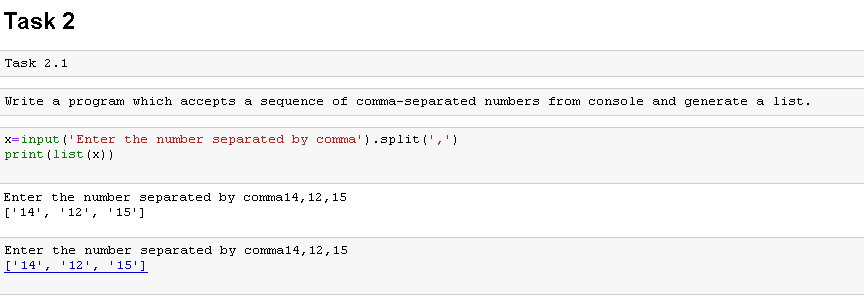 Task 2
Task 2.1
Write a program which accepts a sequence of comma-separated numbers from console and generate a list.
x=input('Enter the number separated by comma').split(',')
print(list(x))
Enter the number separated by comma14,12,15
['14', '12', '15']
Enter the number separated by comma14,12,15
['14', '12', '15']